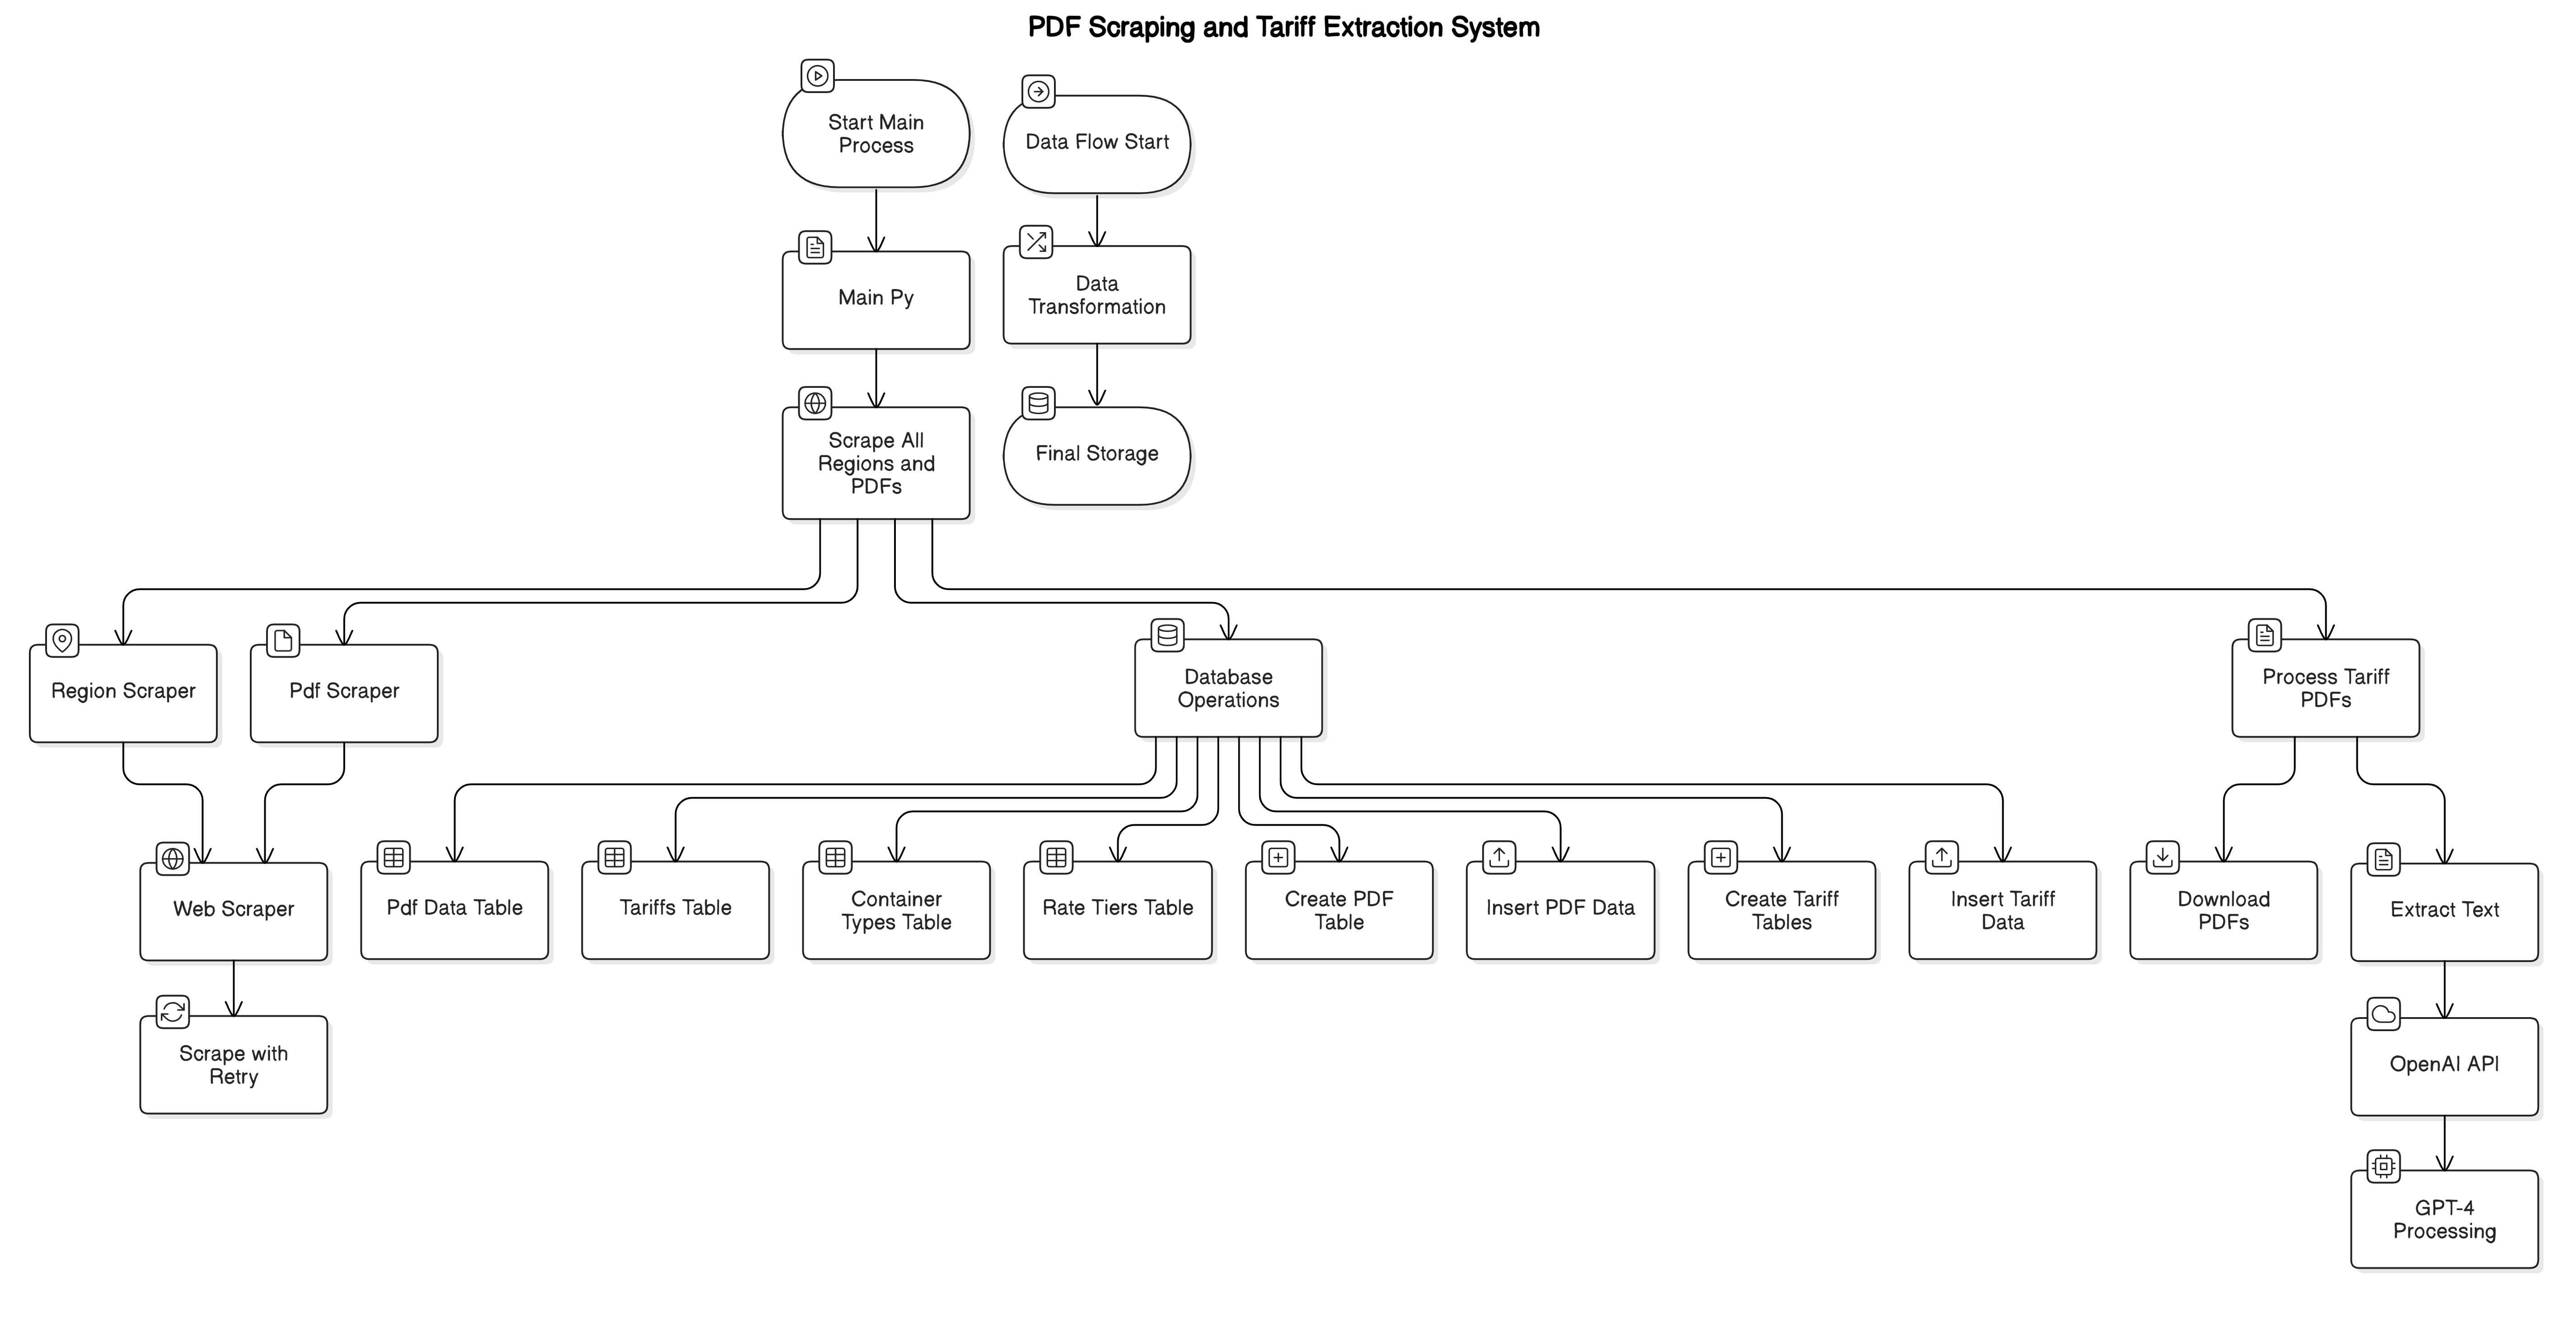 PDF Scraping and Tariff Extraction System
Start Main
Process
Data Flow Start
Main Py
Data
Transformation
Scrape All
Regions and
PDFs
Final Storage
Region Scraper
Pdf Scraper
Database
Operations
Process Tariff
PDFs
Web Scraper
Pdf Data Table
Tariffs Table
Container
Types Table
Rate Tiers Table
Create PDF
Table
Insert PDF Data
Create Tariff
Tables
Insert Tariff
Data
Download
PDFs
Extract Text
Scrape with
Retry
OpenAI API
GPT-4
Processing